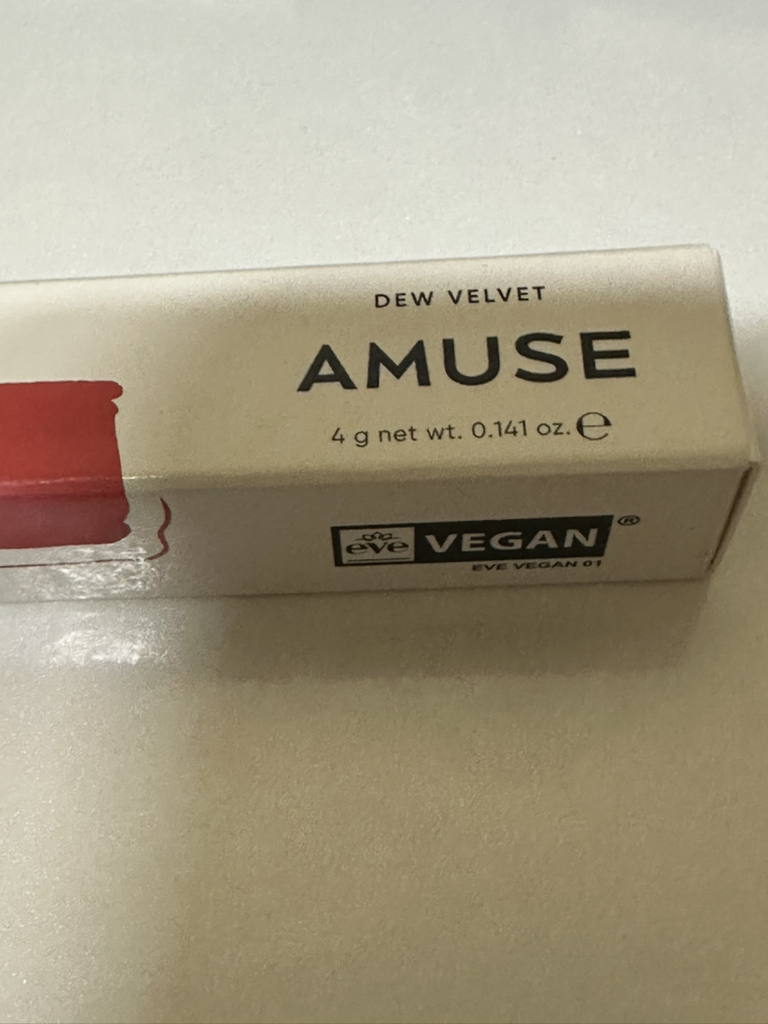 DEW VELVET
AMUSE
4 g net wt. 0.141 oz. ℮
eve VEGAN ®
EVE VEGAN 01